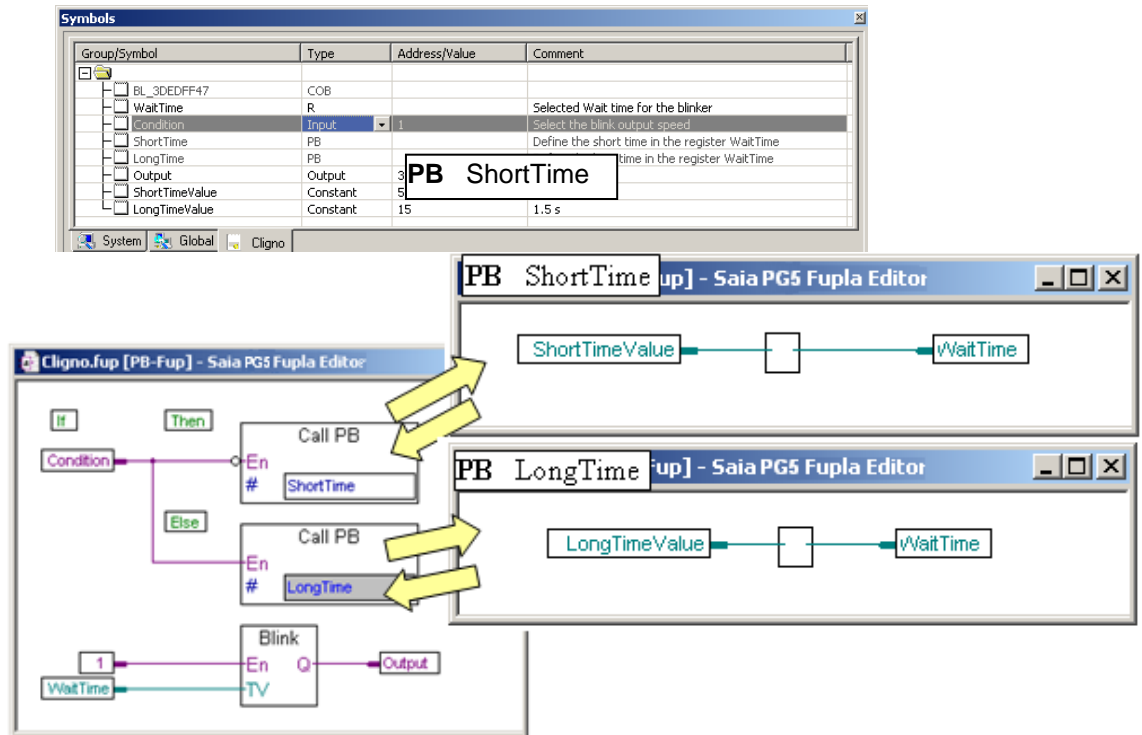 Symbols
Group/Symbol Type Address/Value Comment
BL_3DEDFF47 COB
WaitTime R Selected Wait time for the blinker
Condition Input 1 Select the blink output speed
ShortTime PB Define the short time in the register WaitTime
LongTime PB time in the register WaitTime
Output Output 3
ShortTimeValue Constant 5
LongTimeValue Constant 15 1.5 s
PB ShortTime
System Global Cligno
PB ShortTime up] - Saia PG5 Fupla Editor
ShortTimeValue WaitTime
Cligno.fup [PB-Fup] - Saia PG5 Fupla Editor
If Then
Call PB
Condition En
# ShortTime
Else
Call PB
En
# LongTime
Blink
1 En Q Output
WaitTime TV
PB LongTime Fup] - Saia PG5 Fupla Editor
LongTimeValue WaitTime